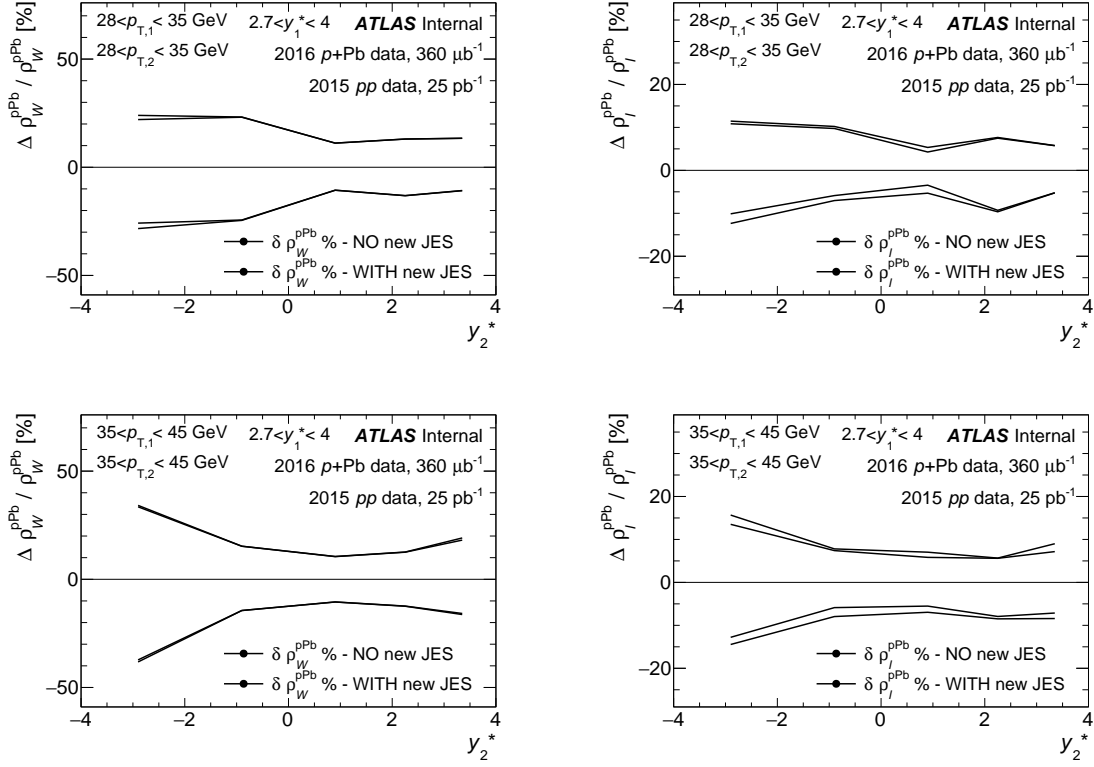 28<p_T,1< 35 GeV 2.7<y_1*< 4 ATLAS Internal
28<p_T,2< 35 GeV 2016 p+Pb data, 360 μb⁻¹
2015 pp data, 25 pb⁻¹
Δ ρ_W^pPb / ρ_W^pPb [%]
50
0
−50
δ ρ_W^pPb % - NO new JES
δ ρ_W^pPb % - WITH new JES
−4 −2 0 2 4
y_2*
28<p_T,1< 35 GeV 2.7<y_1*< 4 ATLAS Internal
28<p_T,2< 35 GeV 2016 p+Pb data, 360 μb⁻¹
2015 pp data, 25 pb⁻¹
Δ ρ_I^pPb / ρ_I^pPb [%]
20
0
−20
δ ρ_I^pPb % - NO new JES
δ ρ_I^pPb % - WITH new JES
−4 −2 0 2 4
y_2*
35<p_T,1< 45 GeV 2.7<y_1*< 4 ATLAS Internal
35<p_T,2< 45 GeV 2016 p+Pb data, 360 μb⁻¹
2015 pp data, 25 pb⁻¹
Δ ρ_W^pPb / ρ_W^pPb [%]
50
0
−50
δ ρ_W^pPb % - NO new JES
δ ρ_W^pPb % - WITH new JES
−4 −2 0 2 4
y_2*
35<p_T,1< 45 GeV 2.7<y_1*< 4 ATLAS Internal
35<p_T,2< 45 GeV 2016 p+Pb data, 360 μb⁻¹
2015 pp data, 25 pb⁻¹
Δ ρ_I^pPb / ρ_I^pPb [%]
20
0
−20
δ ρ_I^pPb % - NO new JES
δ ρ_I^pPb % - WITH new JES
−4 −2 0 2 4
y_2*